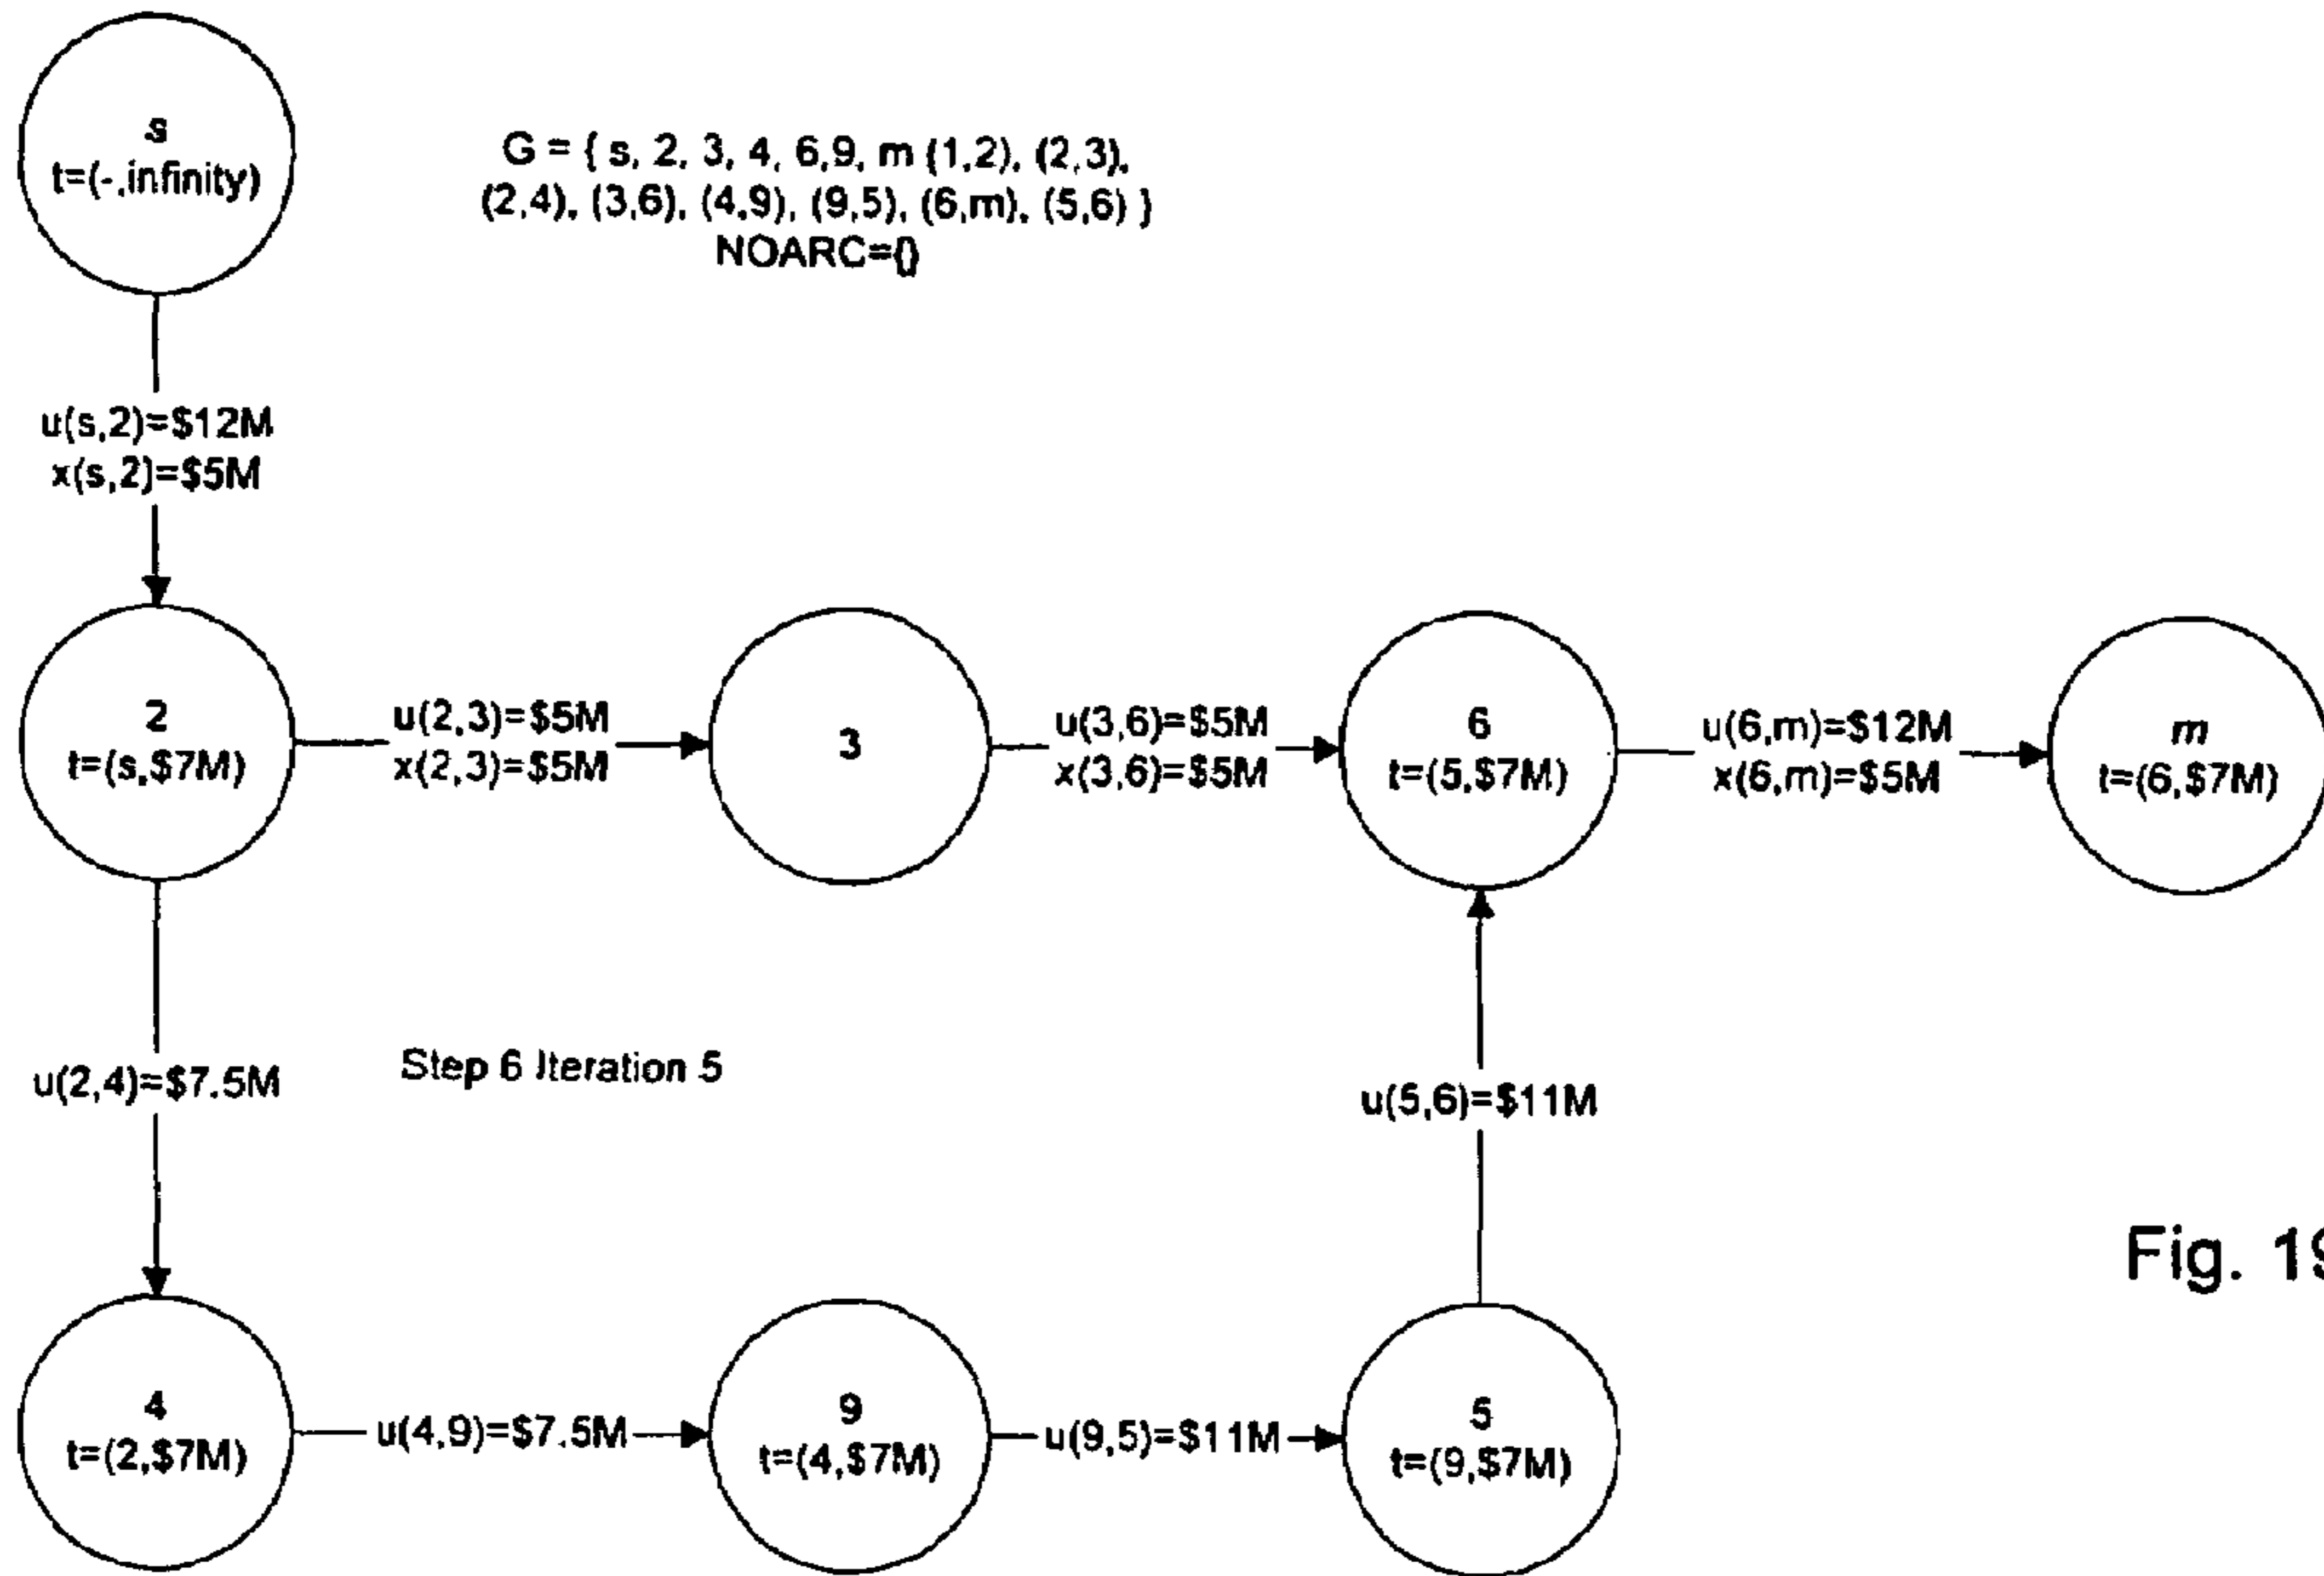 s
t=(-,infinity)
G = { s, 2, 3, 4, 6,9, m (1,2), (2,3),
(2,4), (3,6), (4,9), (9,5), (6,m), (5,6) }
NOARC={}
u(s,2)=$12M
x(s,2)=$5M
2
t=(s,$7M)
u(2,3)=$5M
x(2,3)=$5M
3
u(3,6)=$5M
x(3,6)=$5M
6
t=(5,$7M)
u(6,m)=$12M
x(6,m)=$5M
m
t=(6,$7M)
u(2,4)=$7.5M
Step 6 Iteration 5
u(5,6)=$11M
Fig. 19
4
t=(2,$7M)
u(4,9)=$7.5M
9
t=(4,$7M)
u(9,5)=$11M
5
t=(9,$7M)